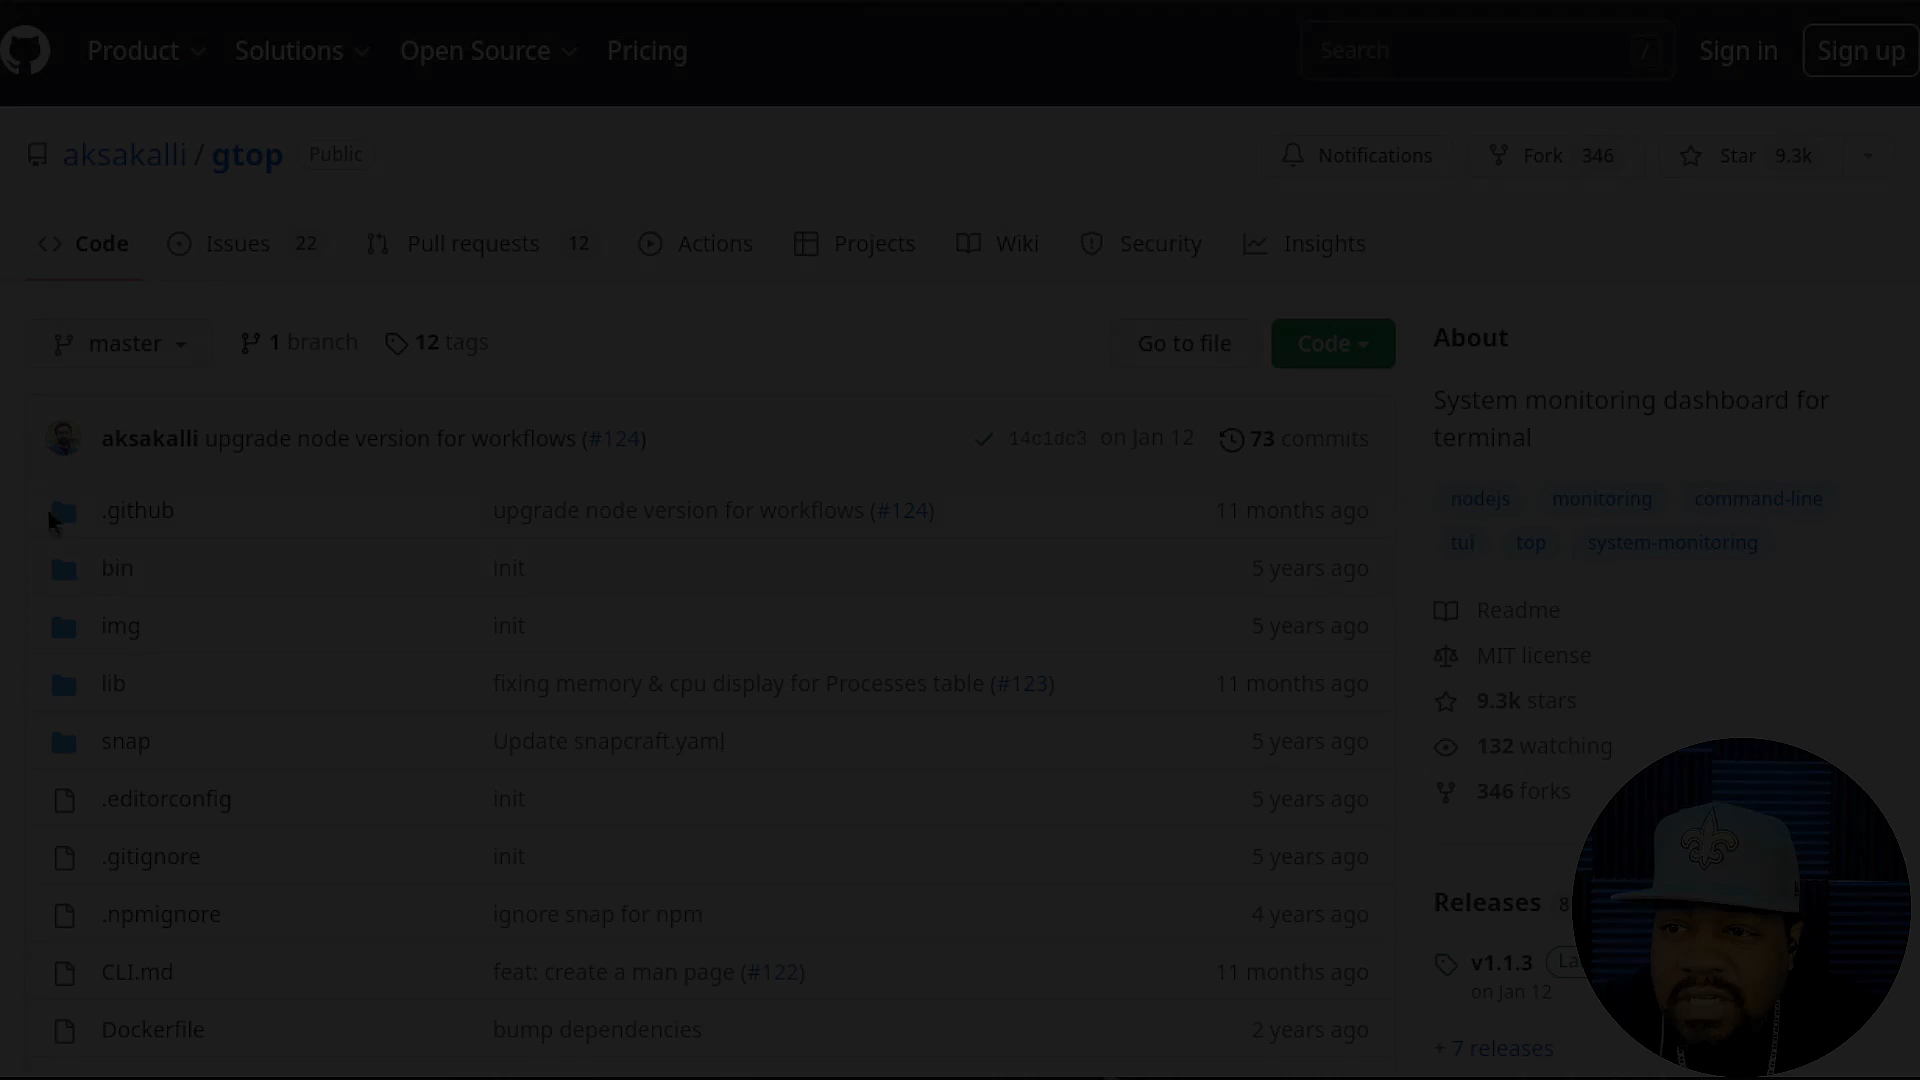 Product Solutions Open Source Pricing Search / Sign in Sign up
aksakalli / gtop Public Notifications Fork 346 Star 9.3k
Code Issues 22 Pull requests 12 Actions Projects Wiki Security Insights
master 1 branch 12 tags Go to file Code
About
System monitoring dashboard for
terminal
nodejs monitoring command-line
tui top system-monitoring
Readme
MIT license
9.3k stars
132 watching
346 forks
Releases 8
v1.1.3
on Jan 12
+ 7 releases
aksakalli upgrade node version for workflows (#124) 14c1dc3 on Jan 12 73 commits
.github upgrade node version for workflows (#124) 11 months ago
bin init 5 years ago
img init 5 years ago
lib fixing memory & cpu display for Processes table (#123) 11 months ago
snap Update snapcraft.yaml 5 years ago
.editorconfig init 5 years ago
.gitignore init 5 years ago
.npmignore ignore snap for npm 4 years ago
CLI.md feat: create a man page (#122) 11 months ago
Dockerfile bump dependencies 2 years ago